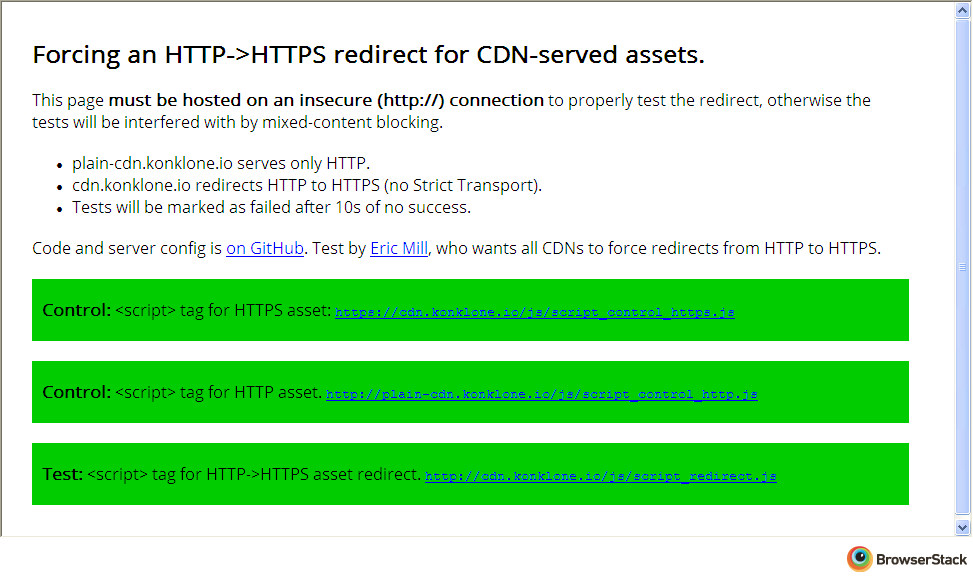 Forcing an HTTP->HTTPS redirect for CDN-served assets.
This page must be hosted on an insecure (http://) connection to properly test the redirect, otherwise the
tests will be interfered with by mixed-content blocking.
• plain-cdn.konklone.io serves only HTTP.
• cdn.konklone.io redirects HTTP to HTTPS (no Strict Transport).
• Tests will be marked as failed after 10s of no success.
Code and server config is on GitHub. Test by Eric Mill, who wants all CDNs to force redirects from HTTP to HTTPS.
Control: <script> tag for HTTPS asset: https://cdn.konklone.io/js/script_control_https.js
Control: <script> tag for HTTP asset. http://plain-cdn.konklone.io/js/script_control_http.js
Test: <script> tag for HTTP->HTTPS asset redirect. http://cdn.konklone.io/js/script_redirect.js
BrowserStack